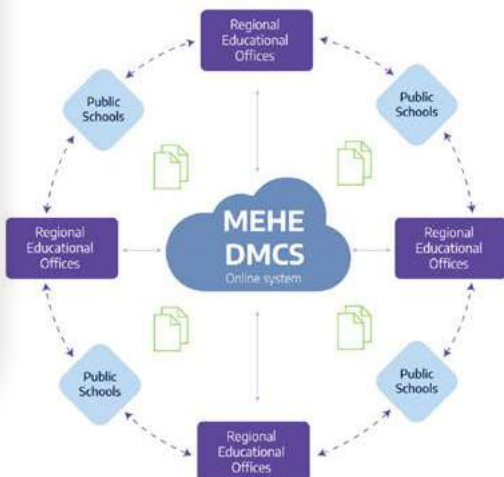 Regional
Educational
Offices
Public
Schools
Public
Schools
Regional
Educational
Offices
MEHE
DMCS
Online system
Regional
Educational
Offices
Public
Schools
Public
Schools
Regional
Educational
Offices